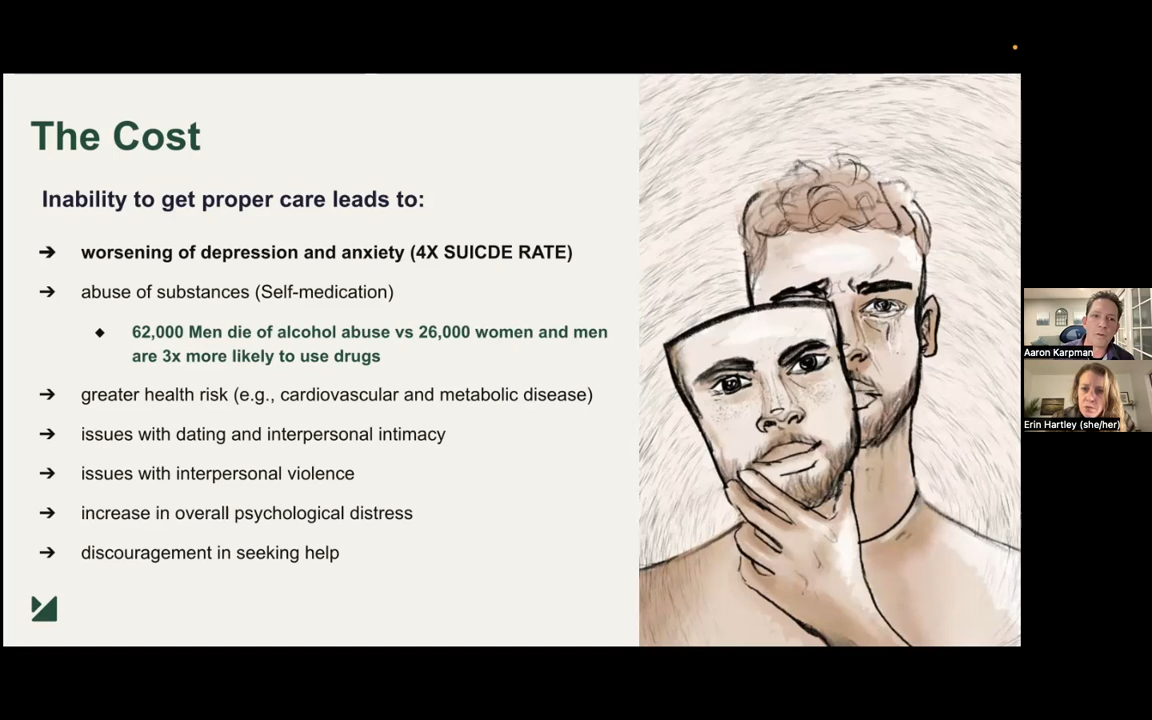 The Cost
Inability to get proper care leads to:
➔ worsening of depression and anxiety (4X SUICDE RATE)
➔ abuse of substances (Self-medication)
◆ 62,000 Men die of alcohol abuse vs 26,000 women and men
are 3x more likely to use drugs
➔ greater health risk (e.g., cardiovascular and metabolic disease)
➔ issues with dating and interpersonal intimacy
➔ issues with interpersonal violence
➔ increase in overall psychological distress
➔ discouragement in seeking help
Aaron Karpman
Erin Hartley (she/her)